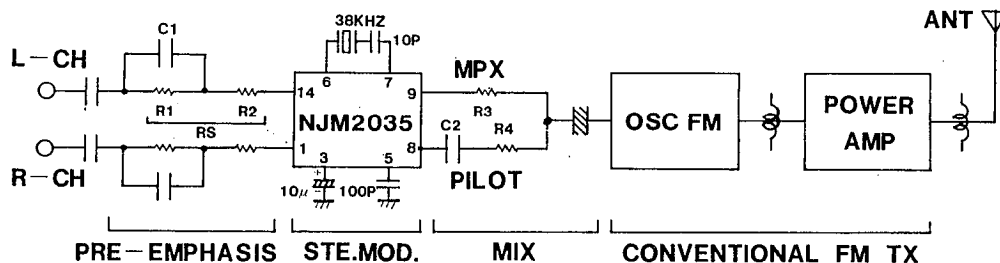 ANT
38KHZ
C1
10P
L-CH
6 7
MPX
14 9
R1 R2
R3
NJM2035
OSC FM
POWER
AMP
RS
C2 R4
1 3 5 8
R-CH
10μ +
100P
PILOT
PRE-EMPHASIS STE.MOD. MIX CONVENTIONAL FM TX